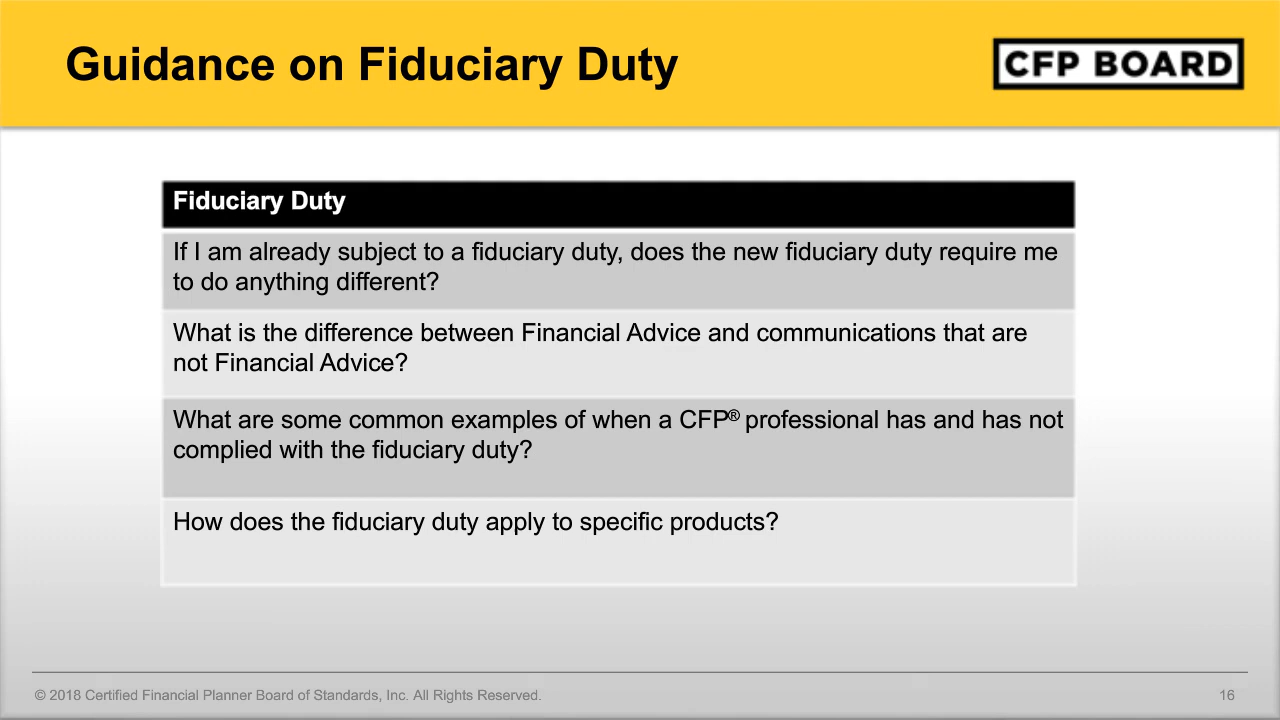 Guidance on Fiduciary Duty
CFP BOARD
Fiduciary Duty
If I am already subject to a fiduciary duty, does the new fiduciary duty require me
to do anything different?
What is the difference between Financial Advice and communications that are
not Financial Advice?
What are some common examples of when a CFP® professional has and has not
complied with the fiduciary duty?
How does the fiduciary duty apply to specific products?
© 2018 Certified Financial Planner Board of Standards, Inc. All Rights Reserved.
16